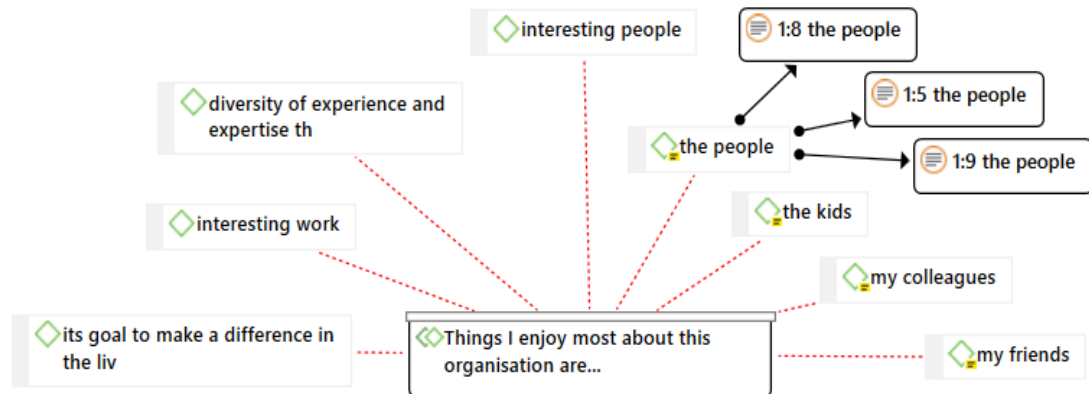 interesting people
1:8 the people
diversity of experience and
expertise th
1:5 the people
the people
1:9 the people
interesting work
the kids
my colleagues
its goal to make a difference in
the liv
Things I enjoy most about this
organisation are...
my friends